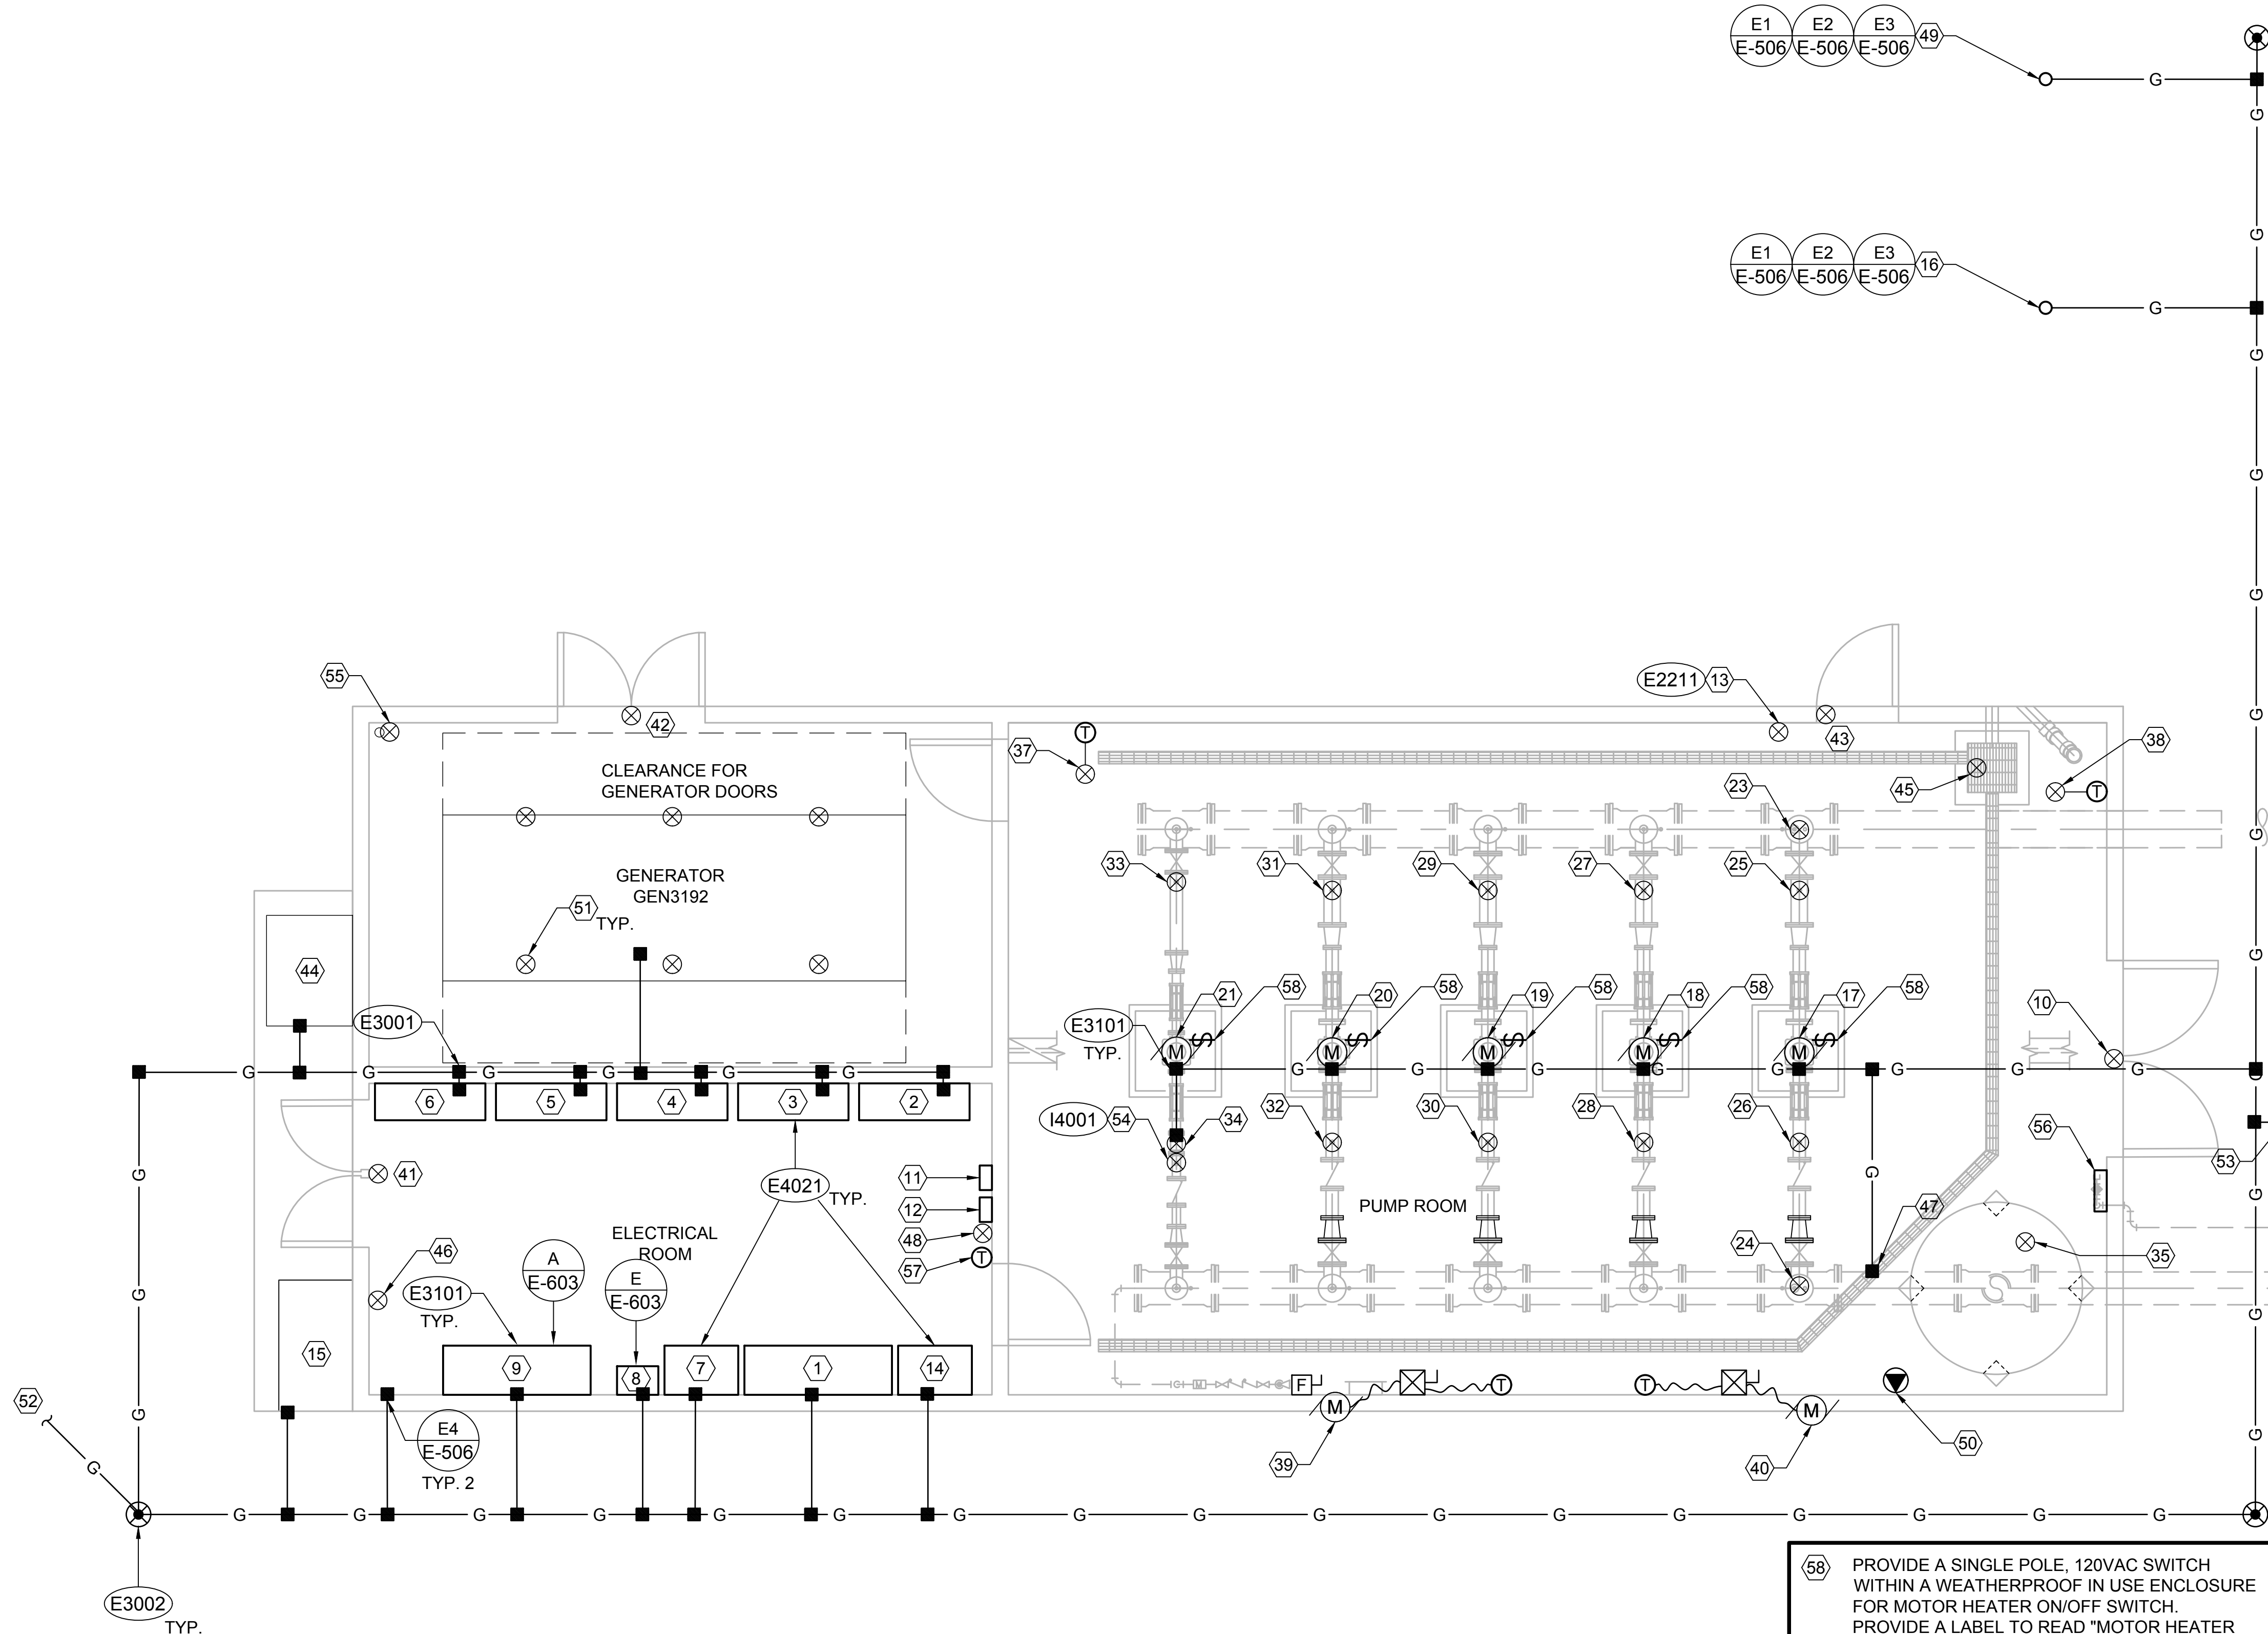 E1 E2 E3
E-506 E-506 E-506 49
G
G
G
E1 E2 E3
E-506 E-506 E-506 16
G
G
G
G
G
55
42
E2211 13
43
37
T
38
T
45
CLEARANCE FOR
GENERATOR DOORS
23
GENERATOR
GEN3192
33
31
29
27
25
51
TYP.
44
G
G
G
E3001
E3101
TYP.
21
58
20
58
19
58
18
58
17
58
10
M
$
M
$
M
$
M
$
M
$
G G G G G
G G G G G G G
6
5
4
3
2
I4001 54
34
32
30
28
26
56
53
41
11
12
48
57
T
E4021
TYP.
PUMP ROOM
G
G
G
47
35
24
46
E3101
TYP.
A
E-603
ELECTRICAL
ROOM
E
E-603
G
G
G
15
9
8
7
1
14
F
T
T
M
M
39
40
50
52
G
G
G
E4
E-506
TYP. 2
G G G G G G G G G G G G G G G G G
E3002
TYP.
58 PROVIDE A SINGLE POLE, 120VAC SWITCH
WITHIN A WEATHERPROOF IN USE ENCLOSURE
FOR MOTOR HEATER ON/OFF SWITCH.
PROVIDE A LABEL TO READ "MOTOR HEATER